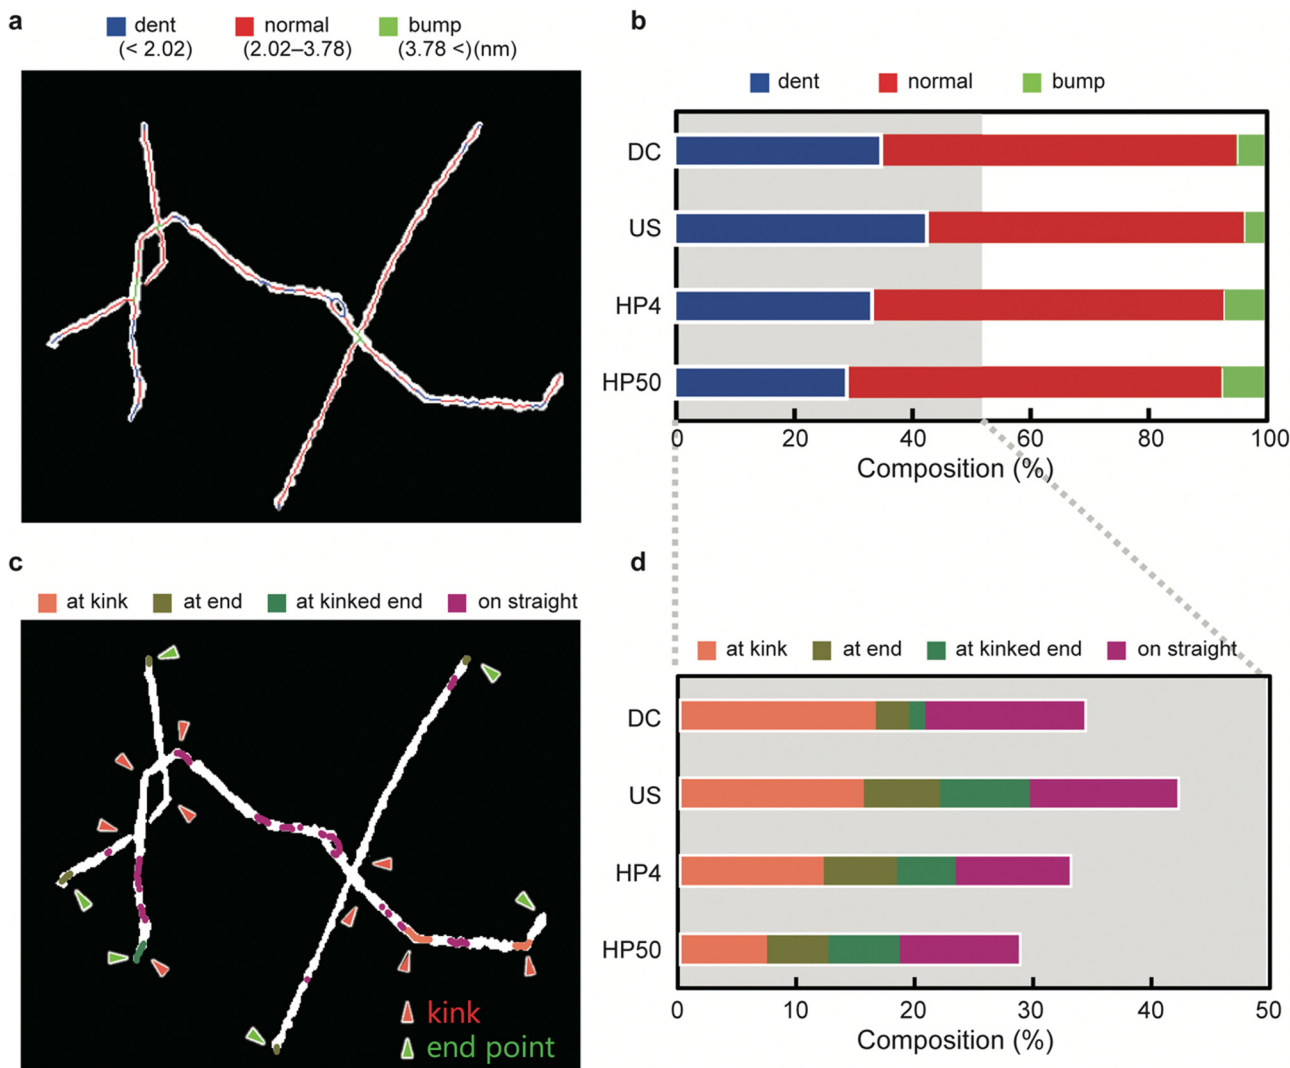 a
dent normal bump
(< 2.02) (2.02–3.78) (3.78 <)(nm)
b
dent normal bump
DC
US
HP4
HP50
0 20 40 60 80 100
Composition (%)
c
at kink at end at kinked end on straight
kink
end point
d
at kink at end at kinked end on straight
DC
US
HP4
HP50
0 10 20 30 40 50
Composition (%)